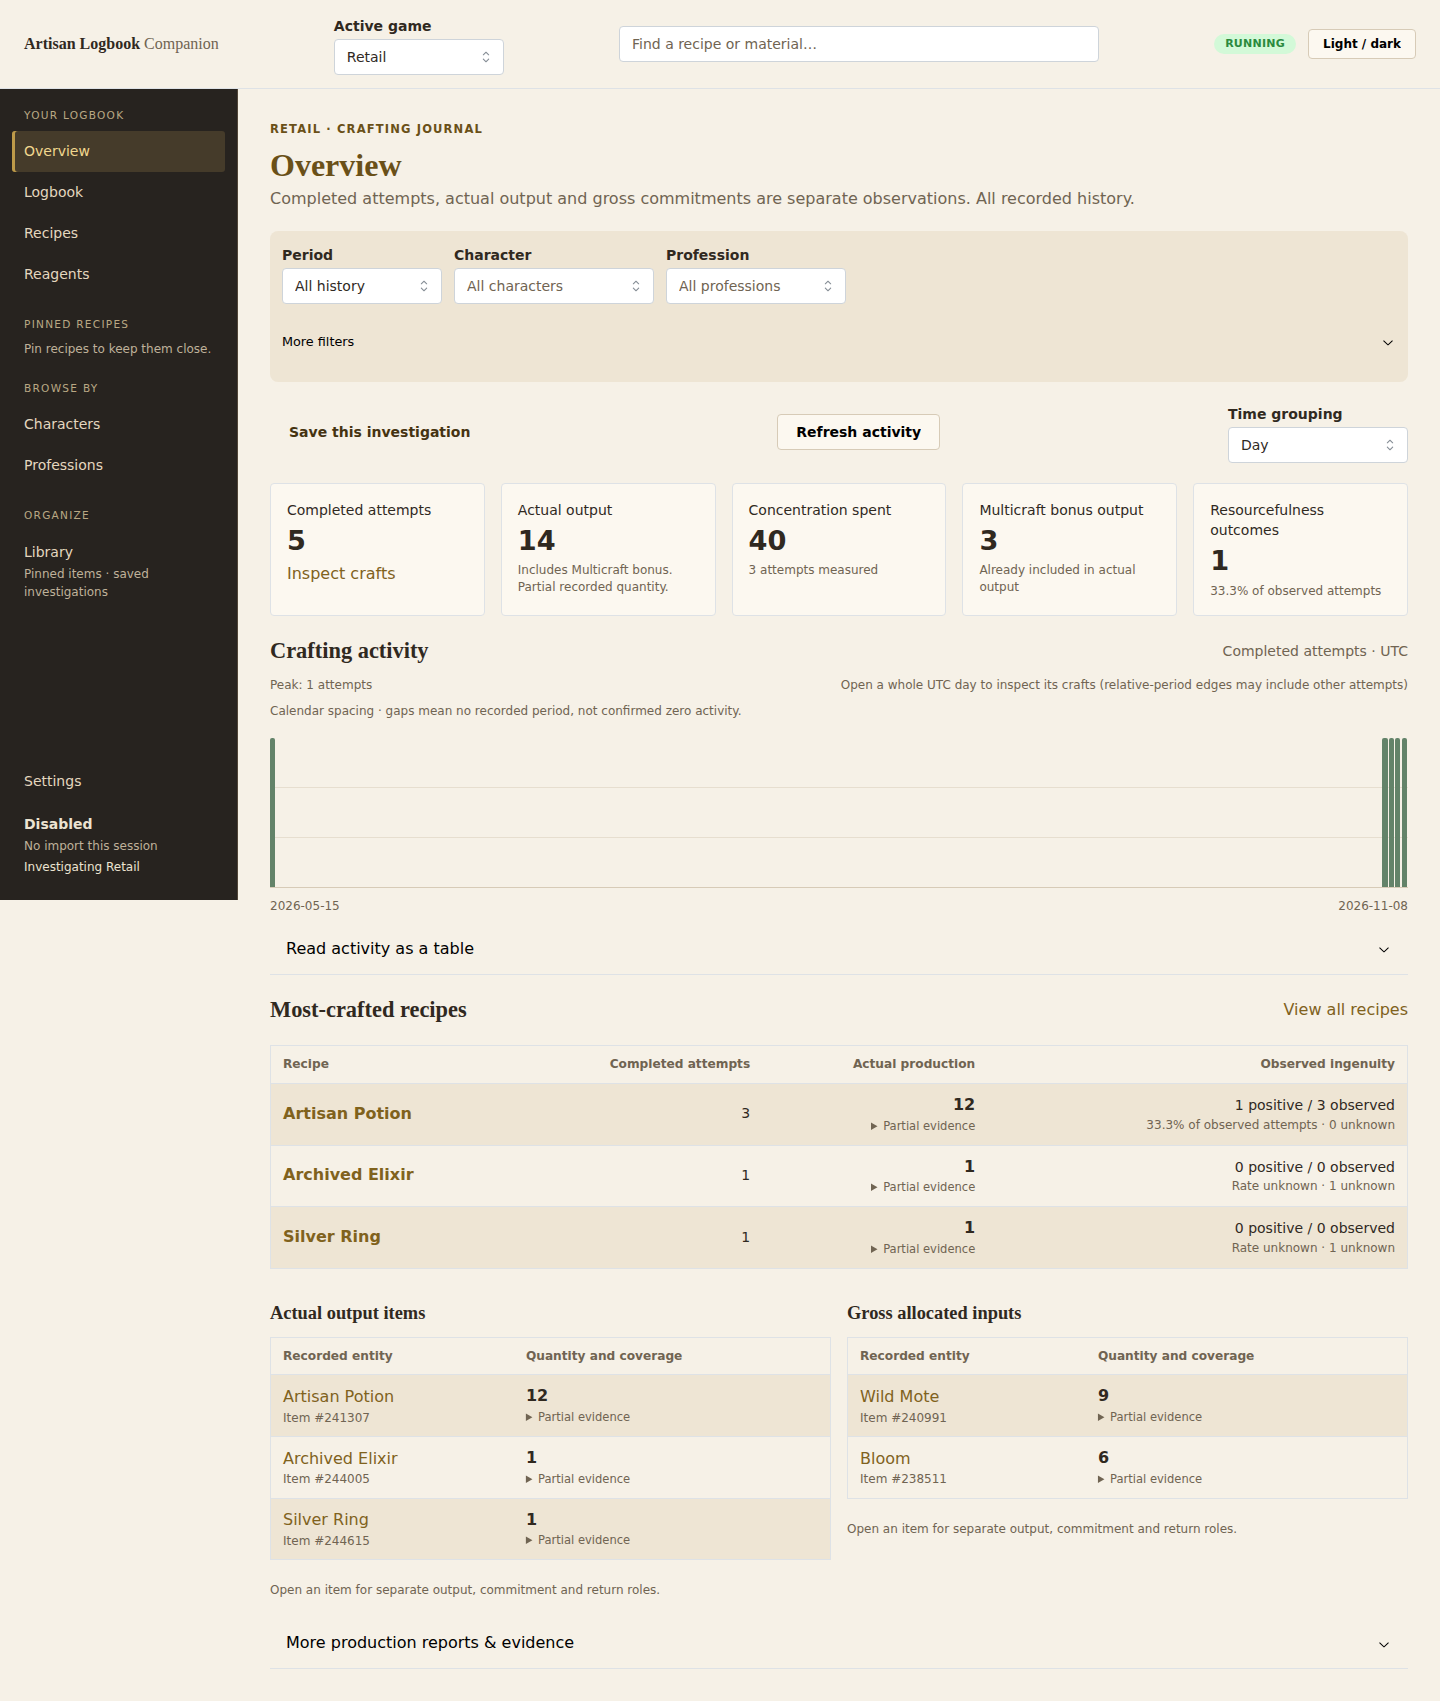 Artisan Logbook Companion
Active game
Retail
Find a recipe or material...
RUNNING
Light / dark
YOUR LOGBOOK
Overview
Logbook
Recipes
Reagents
PINNED RECIPES
Pin recipes to keep them close.
BROWSE BY
Characters
Professions
ORGANIZE
Library
Pinned items · saved
investigations
Settings
Disabled
No import this session
Investigating Retail
RETAIL · CRAFTING JOURNAL
Overview
Completed attempts, actual output and gross commitments are separate observations. All recorded history.
Period
Character
Profession
All history
All characters
All professions
More filters
Save this investigation
Refresh activity
Time grouping
Day
Completed attempts
5
Inspect crafts
Actual output
14
Includes Multicraft bonus.
Partial recorded quantity.
Concentration spent
40
3 attempts measured
Multicraft bonus output
3
Already included in actual
output
Resourcefulness
outcomes
1
33.3% of observed attempts
Crafting activity
Completed attempts · UTC
Peak: 1 attempts
Open a whole UTC day to inspect its crafts (relative-period edges may include other attempts)
Calendar spacing · gaps mean no recorded period, not confirmed zero activity.
2026-05-15
2026-11-08
Read activity as a table
Most-crafted recipes
View all recipes
Recipe Completed attempts Actual production Observed ingenuity
Artisan Potion 3 12 1 positive / 3 observed
Partial evidence 33.3% of observed attempts · 0 unknown
Archived Elixir 1 1 0 positive / 0 observed
Partial evidence Rate unknown · 1 unknown
Silver Ring 1 1 0 positive / 0 observed
Partial evidence Rate unknown · 1 unknown
Actual output items
Recorded entity Quantity and coverage
Artisan Potion 12
Item #241307 Partial evidence
Archived Elixir 1
Item #244005 Partial evidence
Silver Ring 1
Item #244615 Partial evidence
Open an item for separate output, commitment and return roles.
Gross allocated inputs
Recorded entity Quantity and coverage
Wild Mote 9
Item #240991 Partial evidence
Bloom 6
Item #238511 Partial evidence
Open an item for separate output, commitment and return roles.
More production reports & evidence